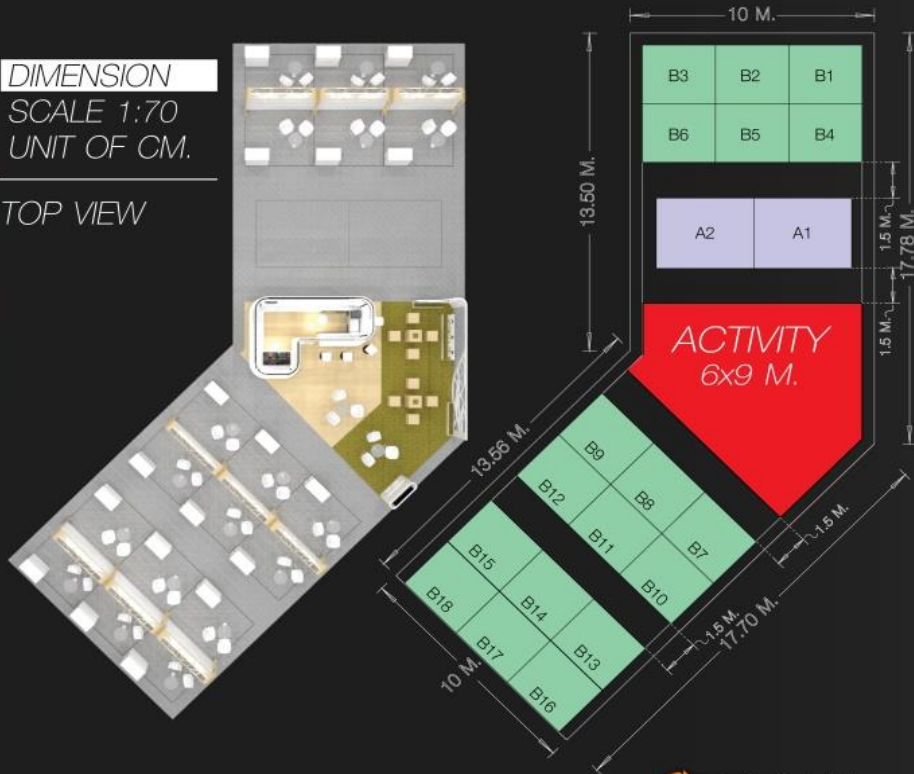 DIMENSION
SCALE 1:70
UNIT OF CM.
TOP VIEW
10 M.
13.50 M.
17.78 M.
B3 B2 B1
B6 B5 B4
1.5 M.
A2 A1
1.5 M.
ACTIVITY
6x9 M.
13.56 M.
B9
B8
B7
B12
B11
B10
1.5 M.
B15
B14
B13
B18
B17
B16
1.5 M.
17.70 M.
10 M.